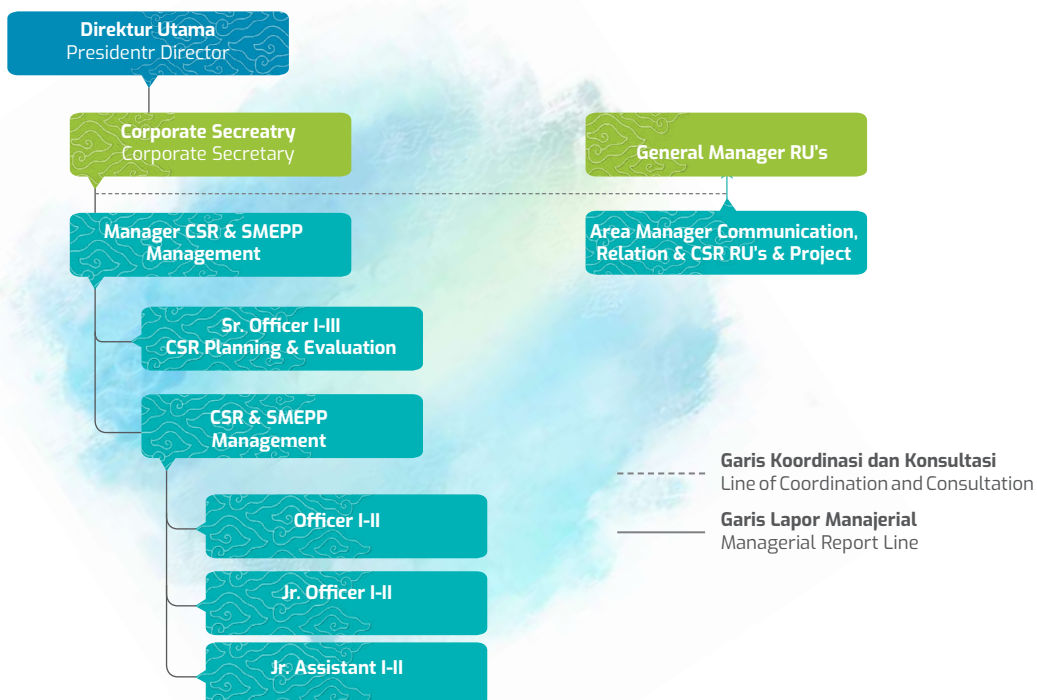 Direktur Utama
Presidentr Director
Corporate Secreatry
Corporate Secretary
General Manager RU's
Manager CSR & SMEPP
Management
Area Manager Communication,
Relation & CSR RU's & Project
Sr. Officer I-III
CSR Planning & Evaluation
CSR & SMEPP
Management
Officer I-II
Jr. Officer I-II
Jr. Assistant I-II
Garis Koordinasi dan Konsultasi
Line of Coordination and Consultation
Garis Lapor Manajerial
Managerial Report Line